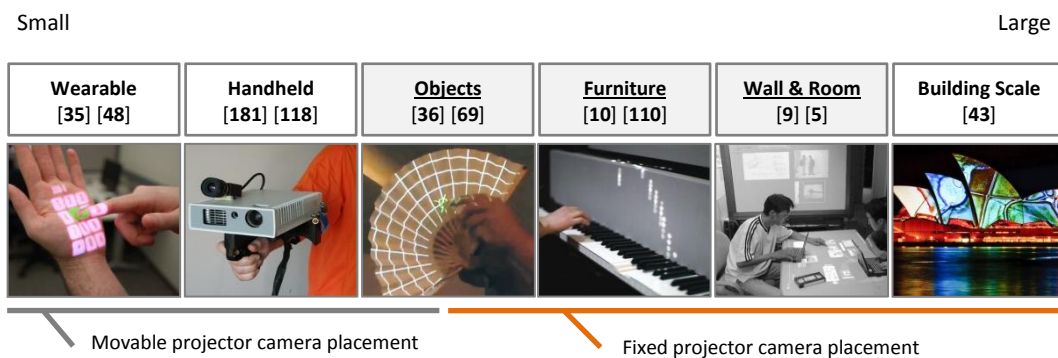 Small
Large
Wearable
[35] [48]
Handheld
[181] [118]
Objects
[36] [69]
Furniture
[10] [110]
Wall & Room
[9] [5]
Building Scale
[43]
Movable projector camera placement
Fixed projector camera placement